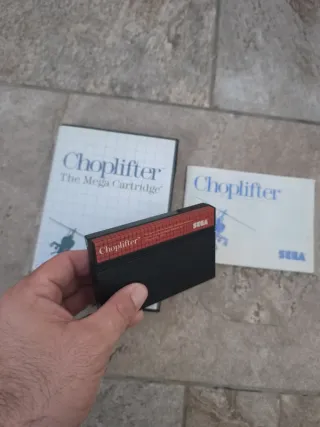 Choplifter
The Mega Cartridge
Choplifter
SEGA
Choplifter
SEGA